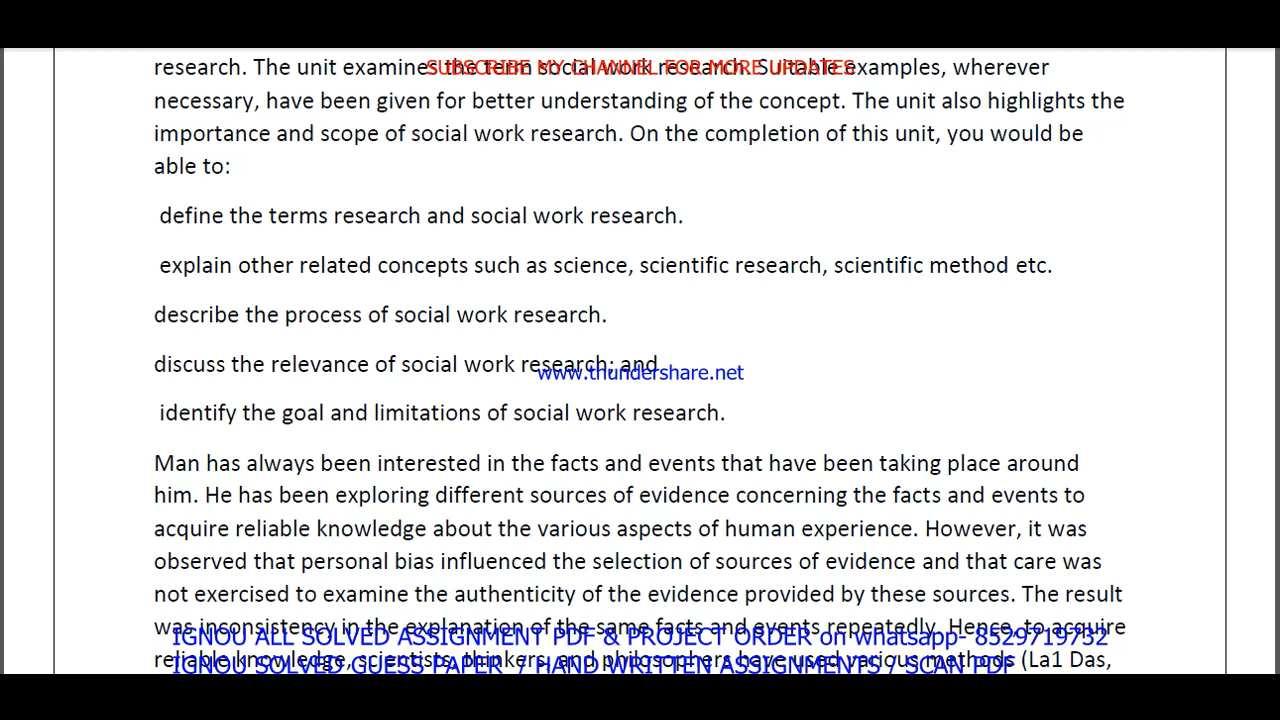 research. The unit examines the term social work research. Suitable examples, wherever
SUBSCRIBE MY CHANNEL FOR MORE UPDATES
necessary, have been given for better understanding of the concept. The unit also highlights the
importance and scope of social work research. On the completion of this unit, you would be
able to:
define the terms research and social work research.
explain other related concepts such as science, scientific research, scientific method etc.
describe the process of social work research.
discuss the relevance of social work research; and
www.thundershare.net
identify the goal and limitations of social work research.
Man has always been interested in the facts and events that have been taking place around
him. He has been exploring different sources of evidence concerning the facts and events to
acquire reliable knowledge about the various aspects of human experience. However, it was
observed that personal bias influenced the selection of sources of evidence and that care was
not exercised to examine the authenticity of the evidence provided by these sources. The result
was inconsistency in the explanation of the same facts and events repeatedly. Hence, to acquire
IGNOU ALL SOLVED ASSIGNMENT PDF & PROJECT ORDER on whatsapp- 8529719732
reliable knowledge, scientists, thinkers, and philosophers have used various methods (La1 Das,
IGNOU SOLVED GUESS PAPER / HAND WRITTEN ASSIGNMENTS / SCAN PDF